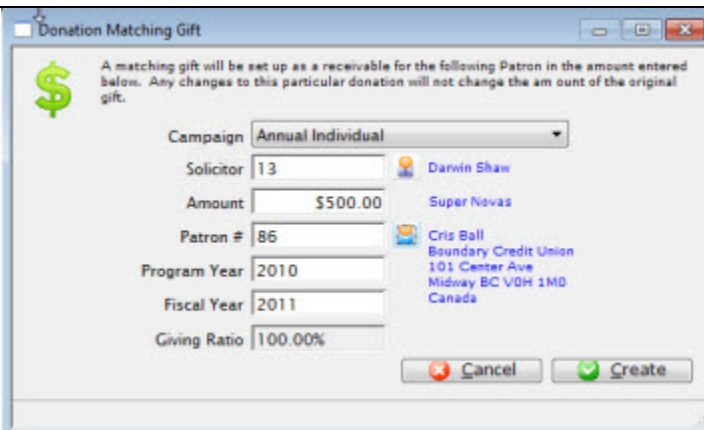 Donation Matching Gift
A matching gift will be set up as a receivable for the following Patron in the amount entered
below. Any changes to this particular donation will not change the am ount of the original
gift.
Campaign Annual Individual
Solicitor 13 Darwin Shaw
Amount $500.00 Super Novas
Patron # 86 Cris Ball
Boundary Credit Union
Program Year 2010 101 Center Ave
Midway BC V0H 1M0
Fiscal Year 2011 Canada
Giving Ratio 100.00%
Cancel Create